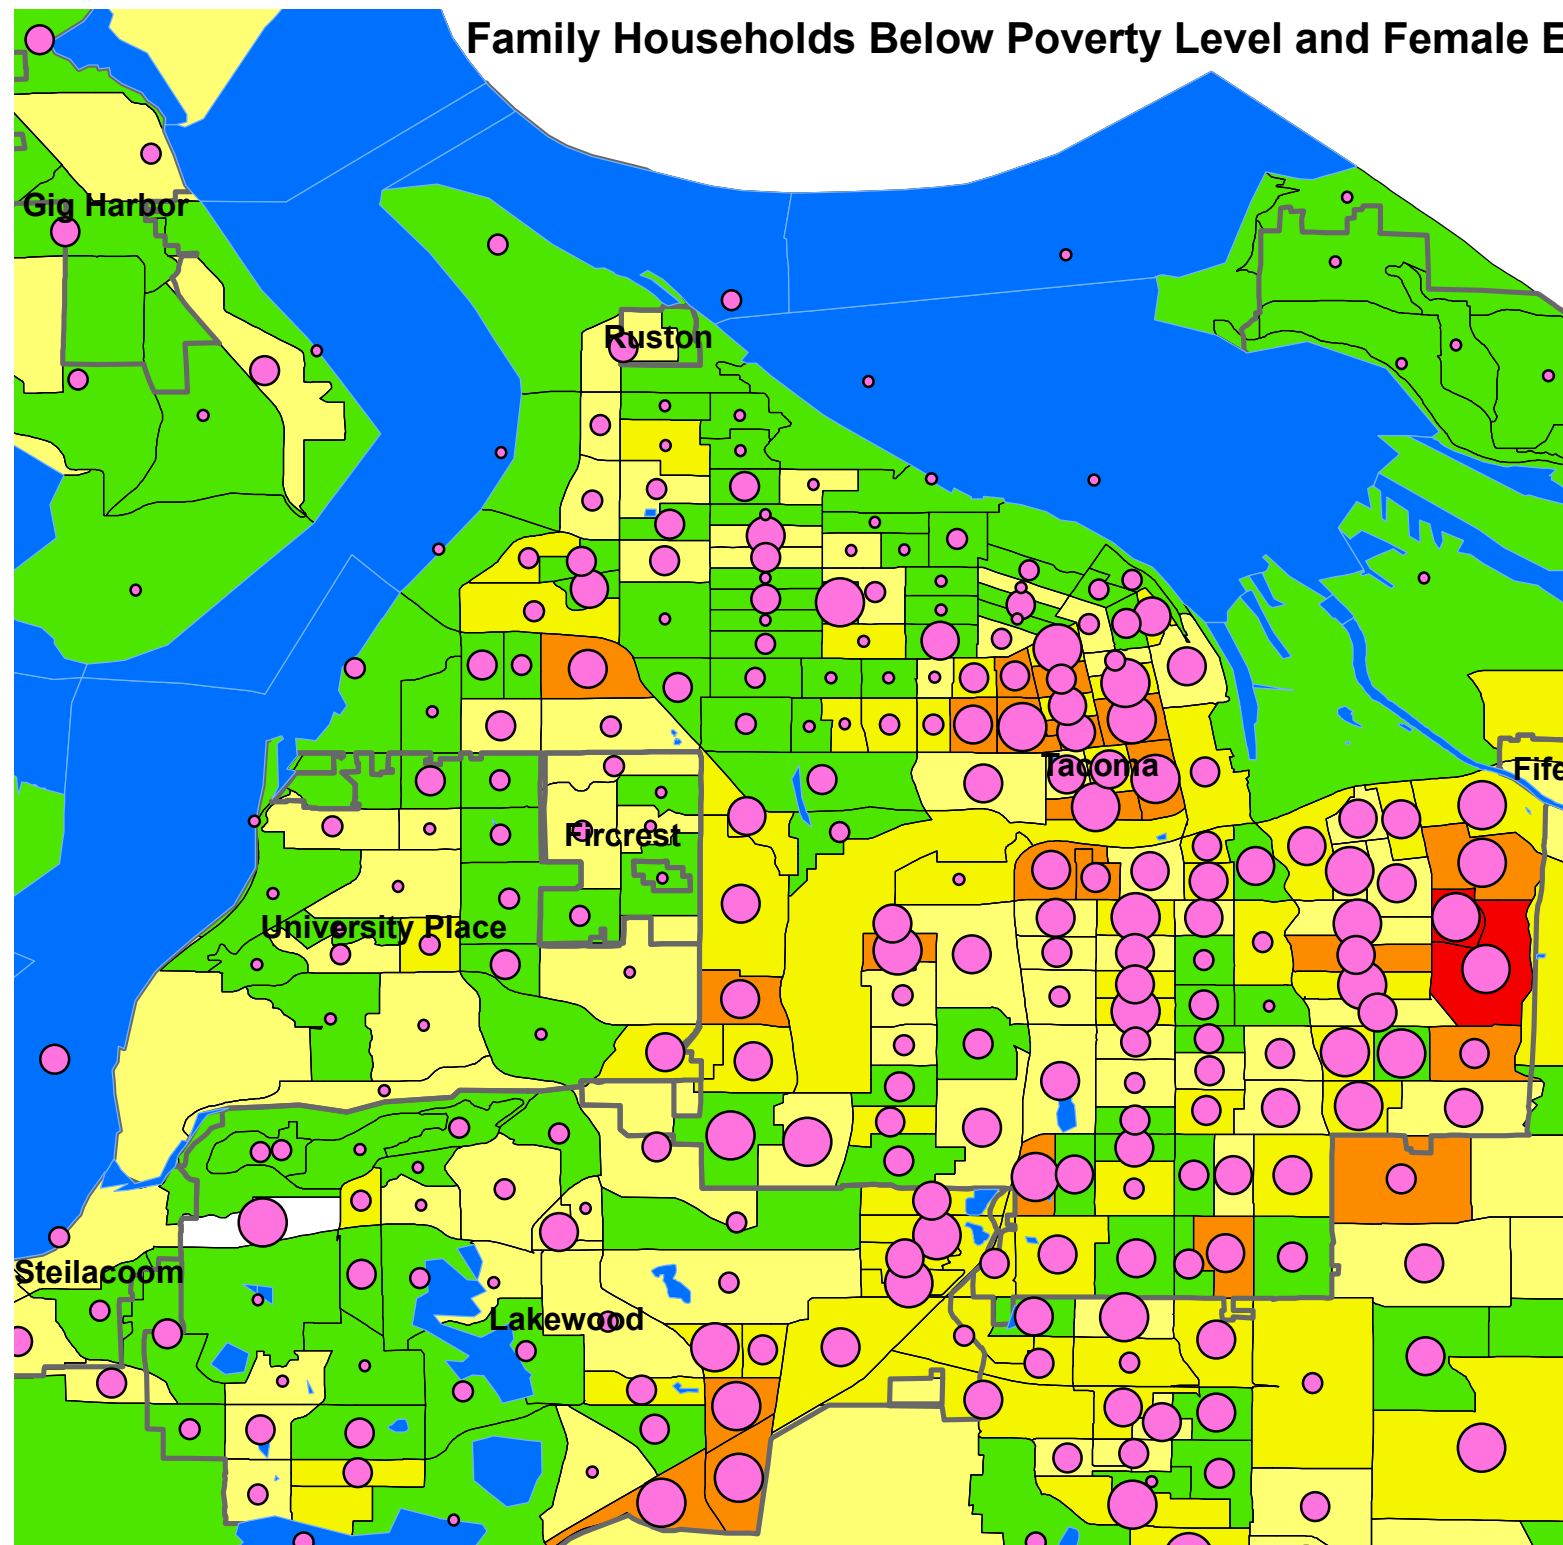 Family Households Below Poverty Level and Female E
Gig Harbor
Ruston
Tacoma
Fife
Fircrest
University Place
Steilacoom
Lakewood